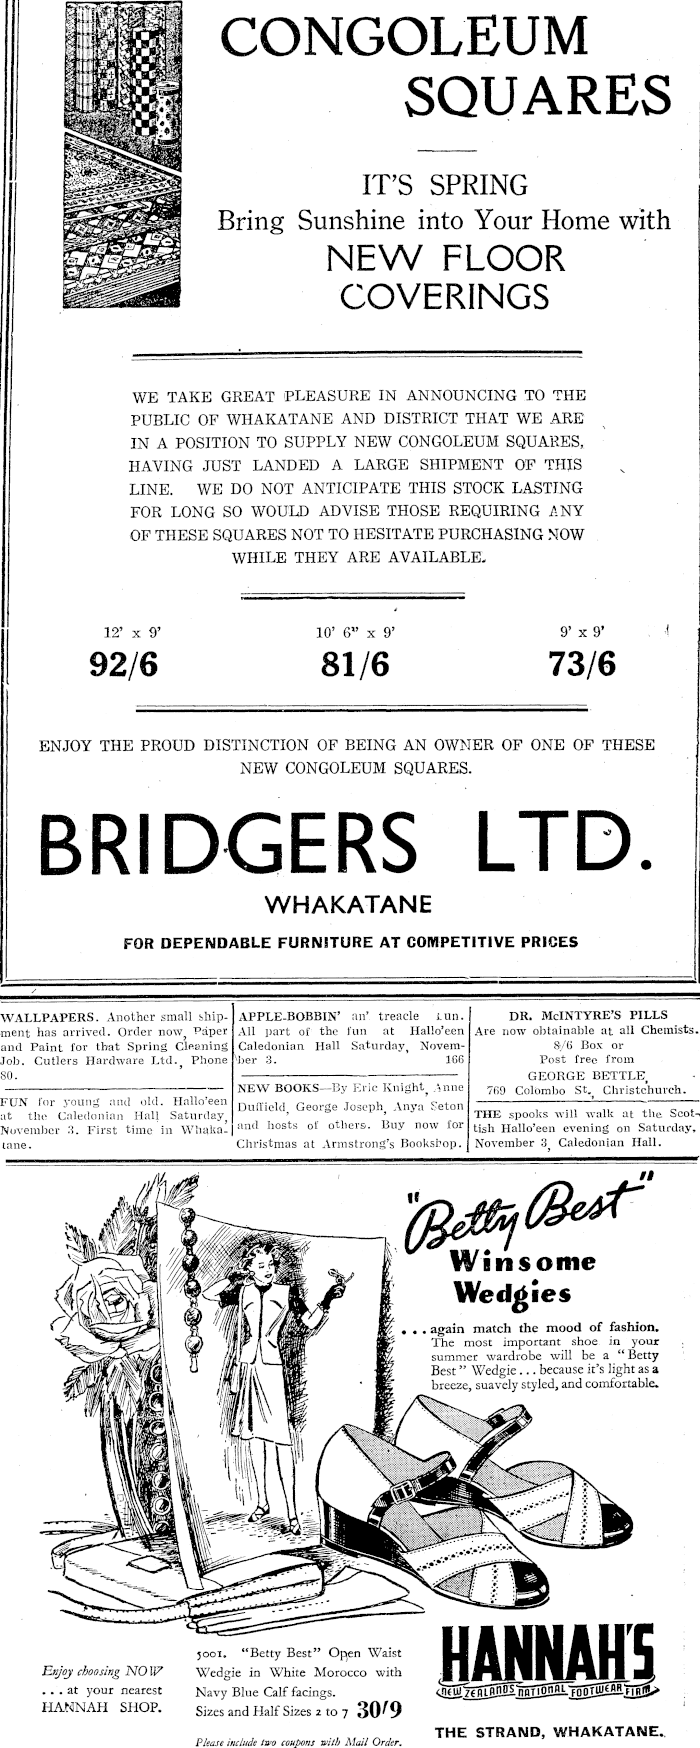 CONGOLEUM
SQUARES
IT'S SPRING
Bring Sunshine into Your Home with
NEW FLOOR
COVERINGS
WE TAKE GREAT PLEASURE IN ANNOUNCING TO THE
PUBLIC OF WHAKATANE AND DISTRICT THAT WE ARE
IN A POSITION TO SUPPLY NEW CONGOLEUM SQUARES,
HAVING JUST LANDED A LARGE SHIPMENT OF THIS
LINE. WE DO NOT ANTICIPATE THIS STOCK LASTING
FOR LONG SO WOULD ADVISE THOSE REQUIRING ANY
OF THESE SQUARES NOT TO HESITATE PURCHASING NOW
WHILE THEY ARE AVAILABLE.
12' x 9' 10' 6" x 9' 9' x 9'
92/6 81/6 73/6
ENJOY THE PROUD DISTINCTION OF BEING AN OWNER OF ONE OF THESE
NEW CONGOLEUM SQUARES.
BRIDGERS LTD.
WHAKATANE
FOR DEPENDABLE FURNITURE AT COMPETITIVE PRICES
WALLPAPERS. Another small ship-
ment has arrived. Order now, Paper
and Paint for that Spring Cleaning
Job. Cutlers Hardware Ltd., Phone
80.
FUN for young and old. Hallo'een
at the Caledonian Hall Saturday,
November 3. First time in Whaka-
tane.
APPLE-BOBBIN' an' treacle fun.
All part of the fun at Hallo'een
Caledonian Hall Saturday, Novem-
ber 3. 166
NEW BOOKS—By Eric Knight, Anne
Duffield, George Joseph, Anya Seton
and hosts of others. Buy now for
Christmas at Armstrong's Bookshop.
DR. McINTYRE'S PILLS
Are now obtainable at all Chemists.
8/6 Box or
Post free from
GEORGE BETTLE,
769 Colombo St., Christchurch.
THE spooks will walk at the Scot-
tish Hallo'een evening on Saturday,
November 3, Caledonian Hall.
"Betty Best"
Winsome
Wedgies
...again match the mood of fashion.
The most important shoe in your
summer wardrobe will be a "Betty
Best" Wedgie... because it's light as a
breeze, suavely styled, and comfortable.
Enjoy choosing NOW
... at your nearest
HANNAH SHOP.
5001. "Betty Best" Open Waist
Wedgie in White Morocco with
Navy Blue Calf facings.
Sizes and Half Sizes 2 to 7 30/9
Please include two coupons with Mail Order.
HANNAH'S
NEW ZEALANDS NATIONAL FOOTWEAR FIRM
THE STRAND, WHAKATANE.